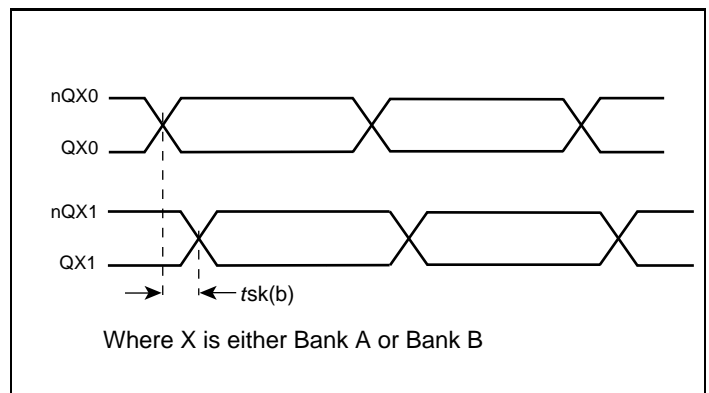 nQX0
QX0
nQX1
QX1
tsk(b)
Where X is either Bank A or Bank B